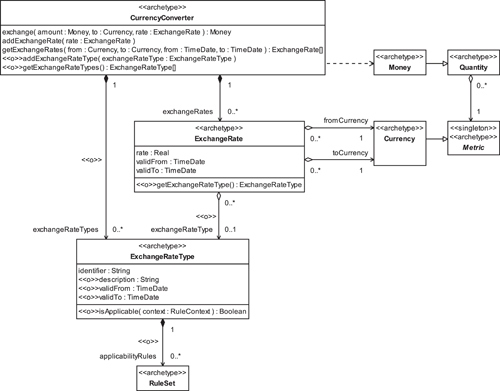 <<archetype>>
CurrencyConverter
exchange( amount : Money, to : Currency, rate : ExchangeRate ) : Money
addExchangeRate( rate : ExchangeRate )
getExchangeRates( from : Currency, to : Currency, from : TimeDate, to : TimeDate ) : ExchangeRate[]
<<o>>addExchangeRateType( exchangeRateType : ExchangeRateType )
<<o>>getExchangeRateTypes() : ExchangeRateType[]
<<archetype>>
Money
<<archetype>>
Quantity
1
1
0..*
exchangeRates
0..*
1
<<archetype>>
ExchangeRate
rate : Real
validFrom : TimeDate
validTo : TimeDate
<<o>>getExchangeRateType() : ExchangeRateType
fromCurrency
0..*
1
toCurrency
0..*
1
<<archetype>>
Currency
<<singleton>>
<<archetype>>
Metric
<<o>>
0..*
<<o>>
exchangeRateTypes
0..*
exchangeRateType
0..1
<<archetype>>
ExchangeRateType
identifier : String
<<o>>description : String
<<o>>validFrom : TimeDate
<<o>>validTo : TimeDate
<<o>>isApplicable( context : RuleContext ) : Boolean
1
<<o>>
applicabilityRules
0..*
<<archetype>>
RuleSet